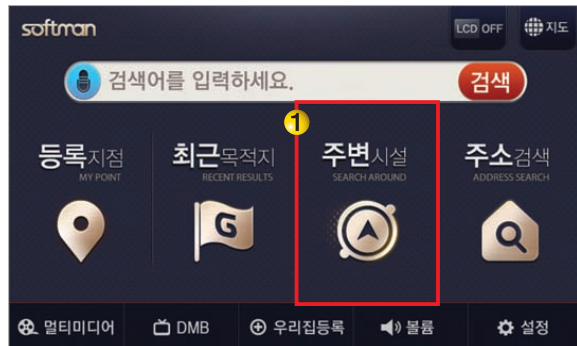 softman
LCD OFF
지도
검색어를 입력하세요.
검색
1
등록지점
MY POINT
최근목적지
RECENT RESULTS
주변시설
SEARCH AROUND
주소검색
ADDRESS SEARCH
G
멀티미디어
DMB
우리집등록
볼륨
설정